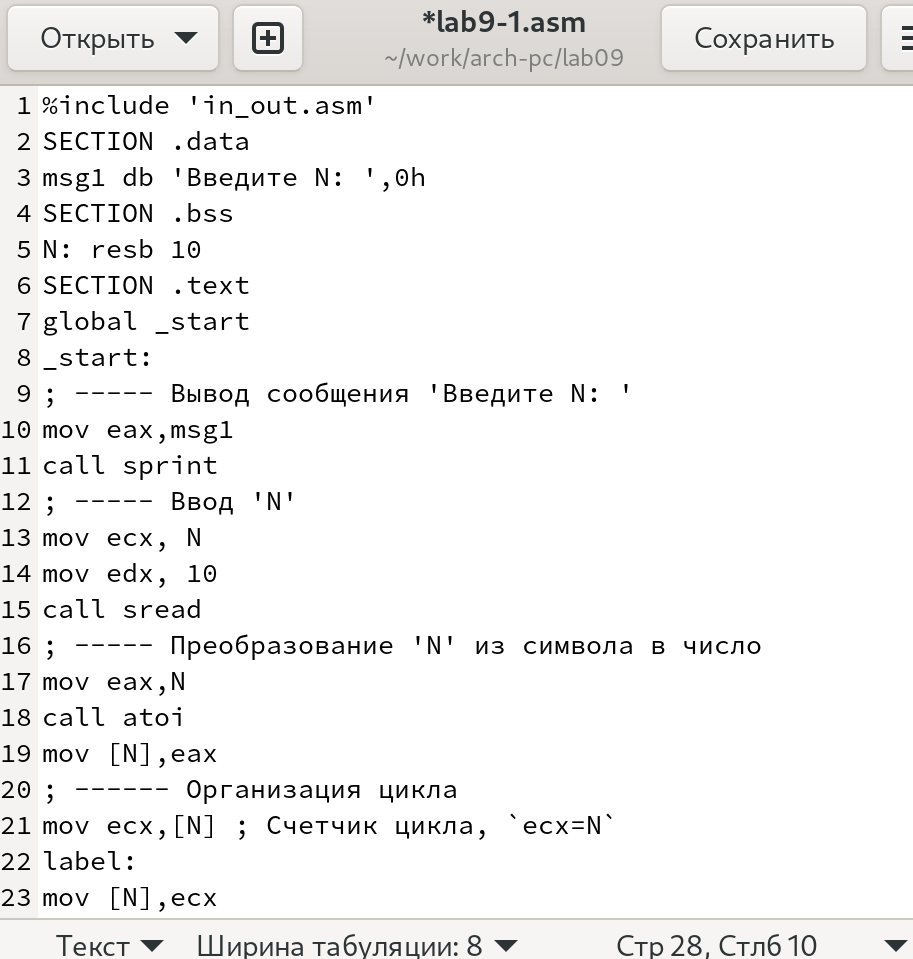 Открыть
*lab9-1.asm
~/work/arch-pc/lab09
Сохранить
1 %include 'in_out.asm'
2 SECTION .data
3 msg1 db 'Введите N: ',0h
4 SECTION .bss
5 N: resb 10
6 SECTION .text
7 global _start
8 _start:
9 ; ----- Вывод сообщения 'Введите N: '
10 mov eax,msg1
11 call sprint
12 ; ----- Ввод 'N'
13 mov ecx, N
14 mov edx, 10
15 call sread
16 ; ----- Преобразование 'N' из символа в число
17 mov eax,N
18 call atoi
19 mov [N],eax
20 ; ------ Организация цикла
21 mov ecx,[N] ; Счетчик цикла, `ecx=N`
22 label:
23 mov [N],ecx
Текст Ширина табуляции: 8 Стр 28, Стлб 10